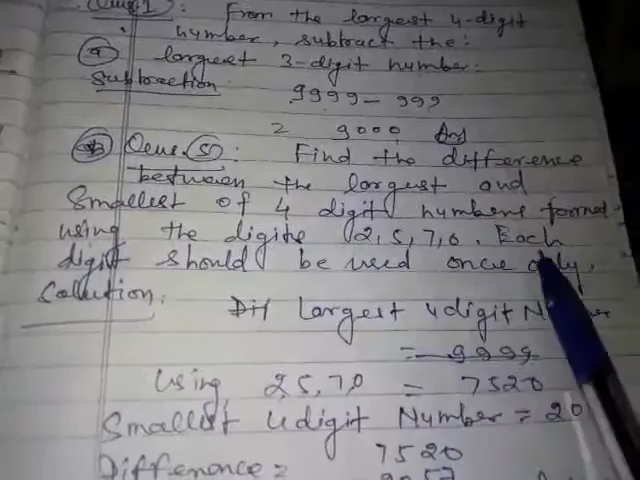 Ques.1: From the largest 4-digit
number, subtract the:
(a) largest 3-digit number.
Subtraction: 9999 - 999
= 9000 Ans
Ques.(5): Find the difference
between the largest and
Smallest of 4 digit numbers formed
using the digits 2, 5, 7, 0. Each
digit should be used once only.
Solution: Largest 4 digit N
= 9999
Using, 2,5,7,0 = 7520
Smallest 4 digit Number = 20
7520
Difference =